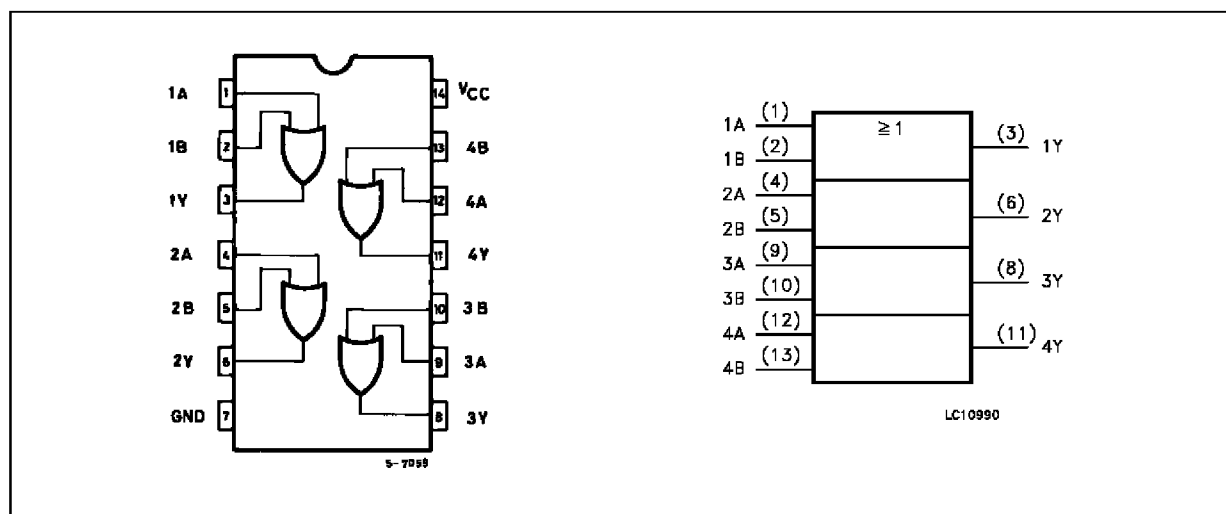 1A 1 14 VCC
1B 2 13 4B
1Y 3 12 4A
2A 4 11 4Y
2B 5 10 3B
2Y 6 9 3A
GND 7 8 3Y
5-7059
1A (1) ≥1 (3) 1Y
1B (2)
2A (4) (6) 2Y
2B (5)
3A (9) (8) 3Y
3B (10)
4A (12) (11) 4Y
4B (13)
LC10990